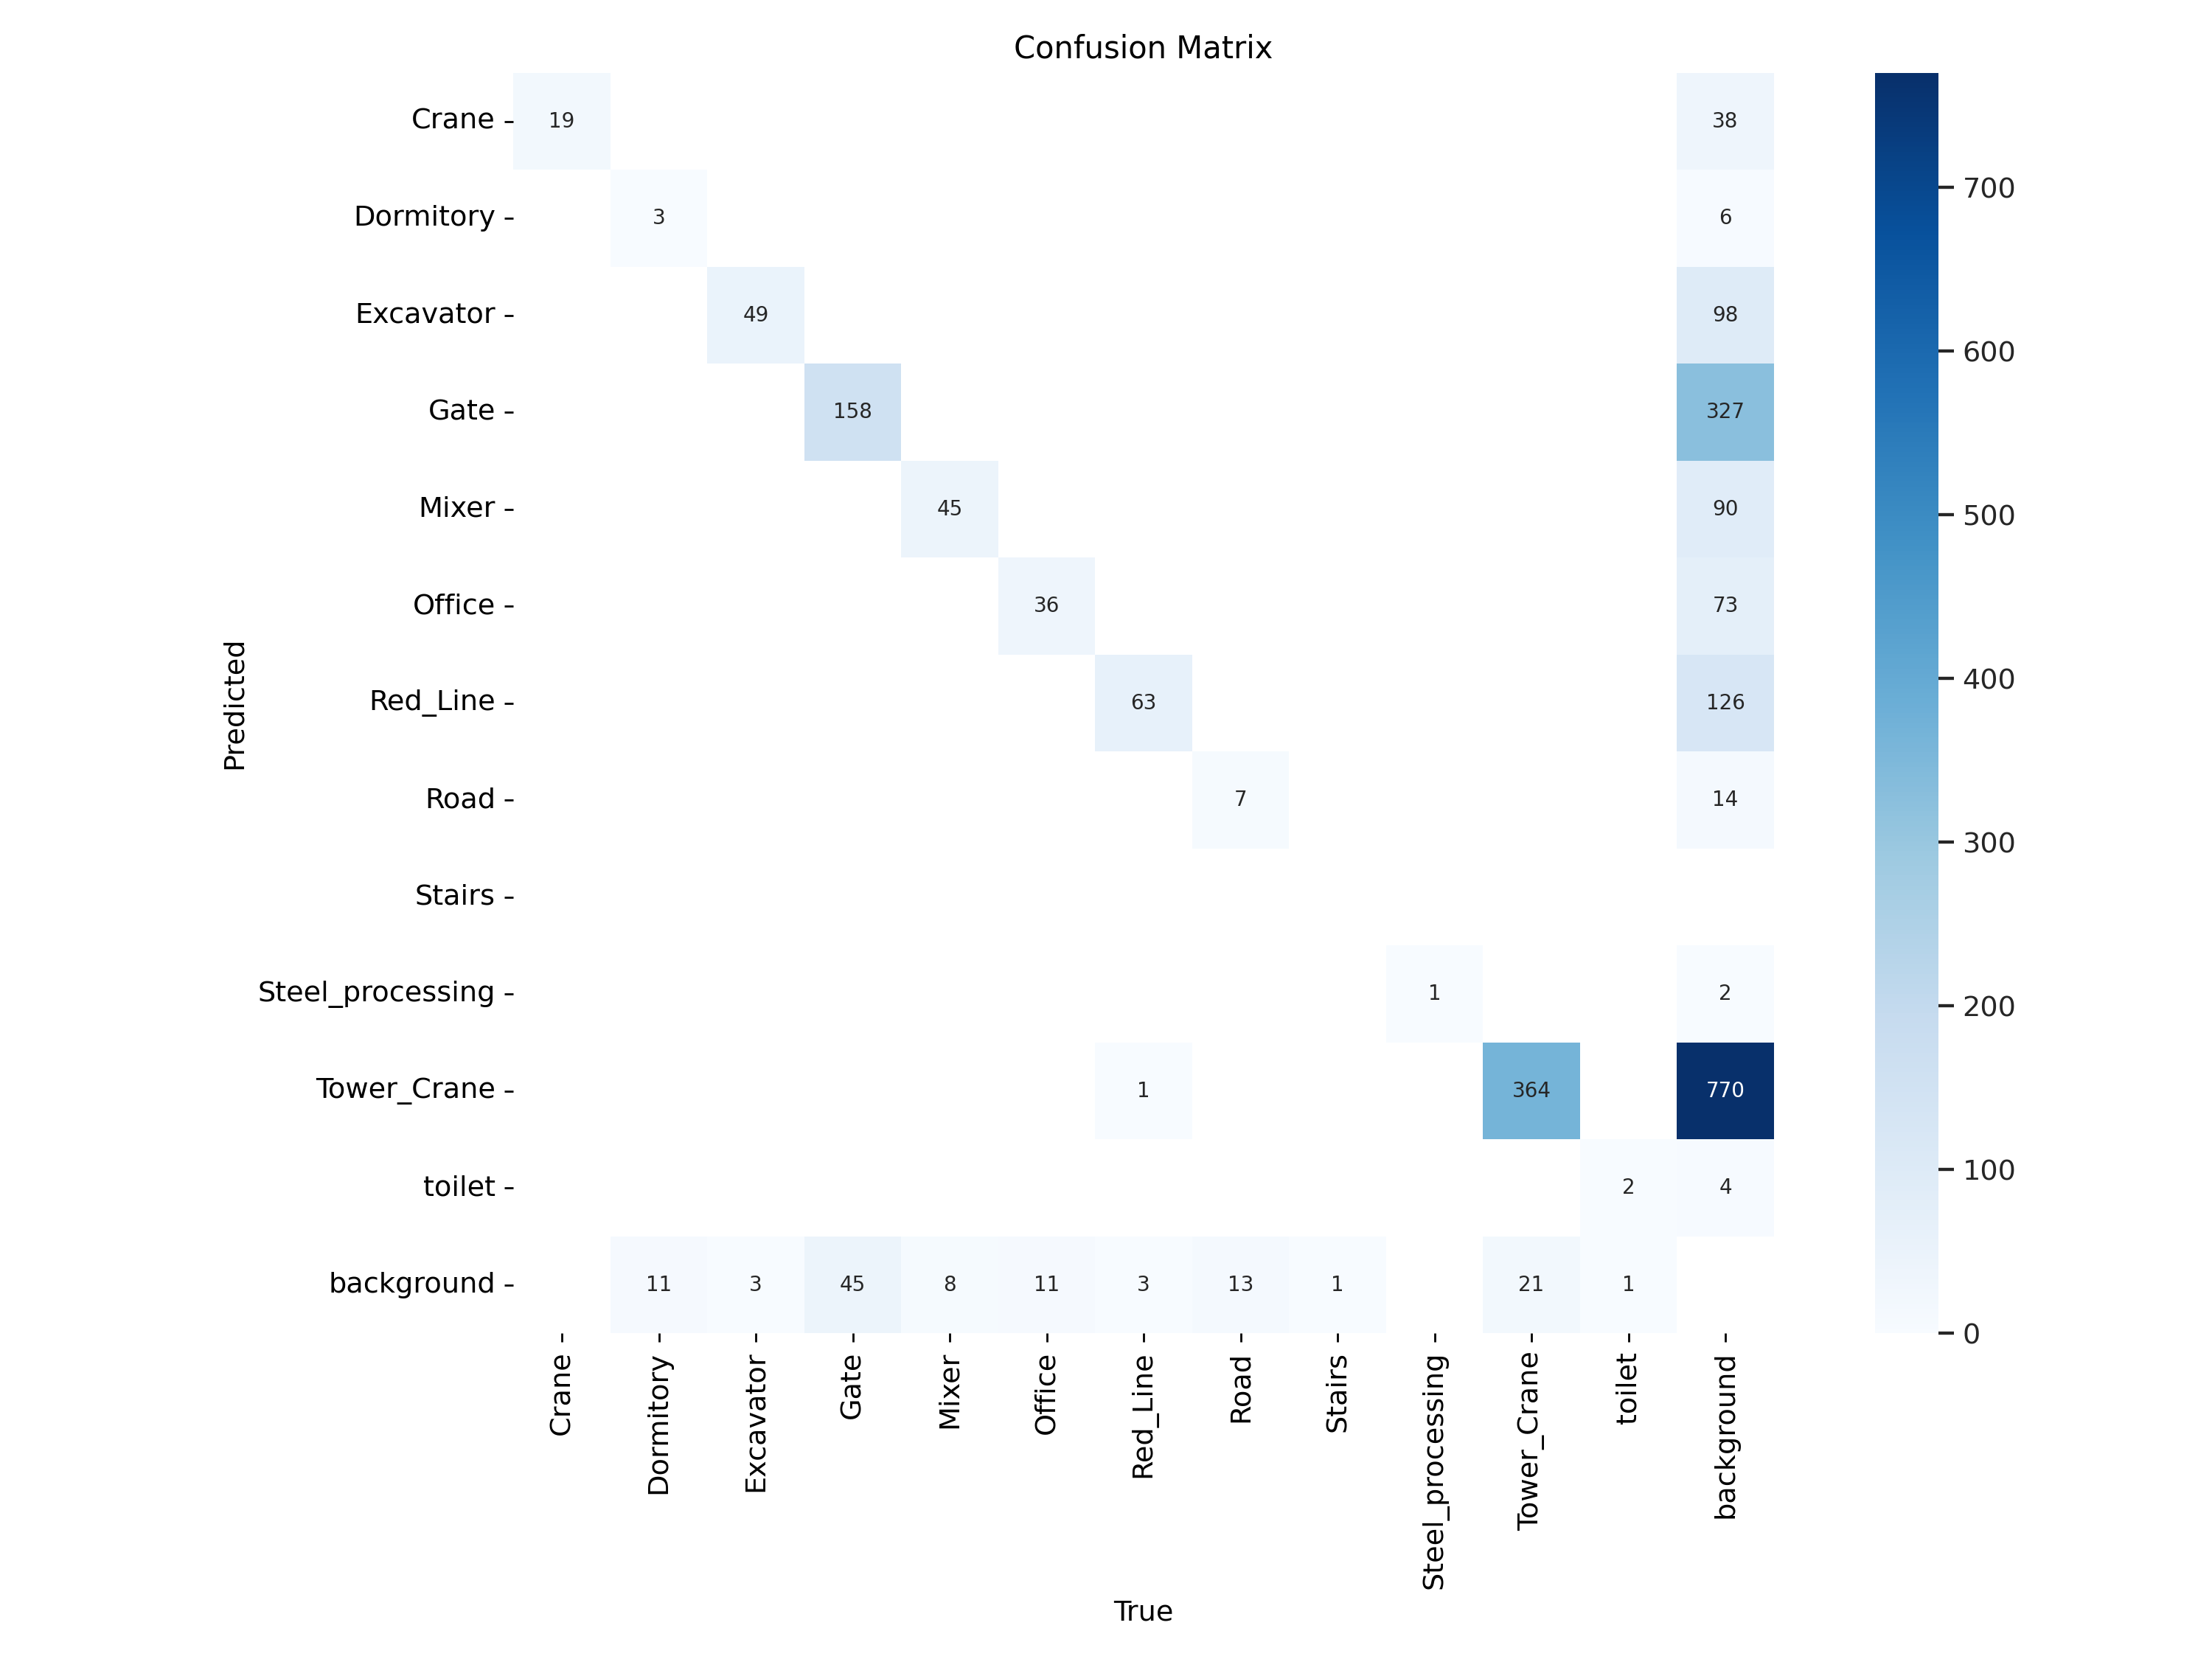 Confusion Matrix
Crane 19 38
Dormitory 3 6
Excavator 49 98
Gate 158 327
Mixer 45 90
Office 36 73
Red_Line 63 126
Road 7 14
Stairs
Steel_processing 1 2
Tower_Crane 1 364 770
toilet 2 4
background 11 3 45 8 11 3 13 1 21 1
Predicted
Crane Dormitory Excavator Gate Mixer Office Red_Line Road Stairs Steel_processing Tower_Crane toilet background
True
700
600
500
400
300
200
100
0